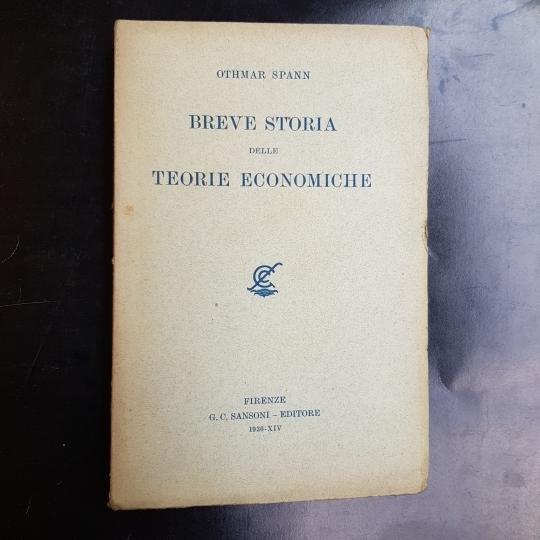 OTHMAR SPANN
BREVE STORIA
DELLE
TEORIE ECONOMICHE
FIRENZE
G. C. SANSONI – EDITORE
1936-XIV